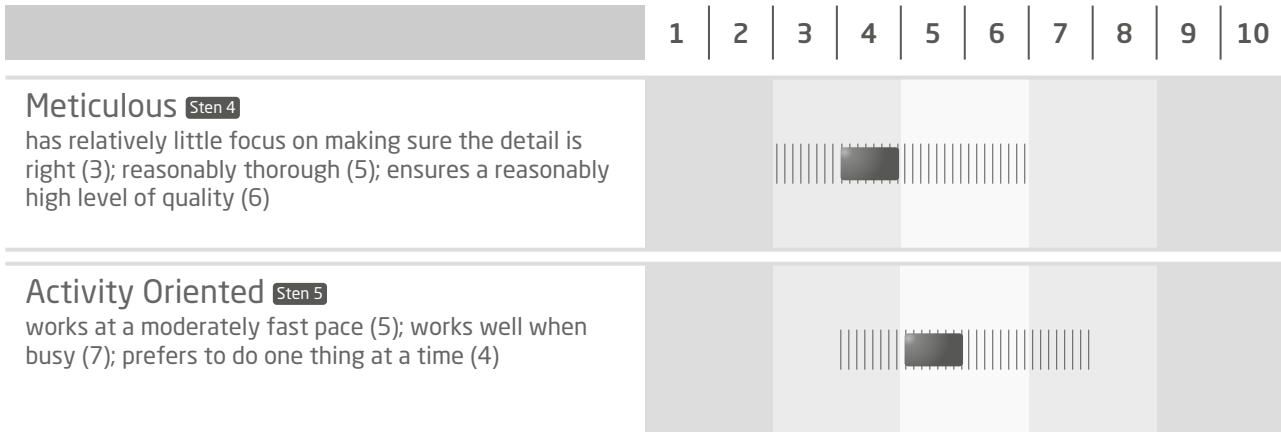 1 2 3 4 5 6 7 8 9 10
Meticulous Sten 4
has relatively little focus on making sure the detail is
right (3); reasonably thorough (5); ensures a reasonably
high level of quality (6)
Activity Oriented Sten 5
works at a moderately fast pace (5); works well when
busy (7); prefers to do one thing at a time (4)